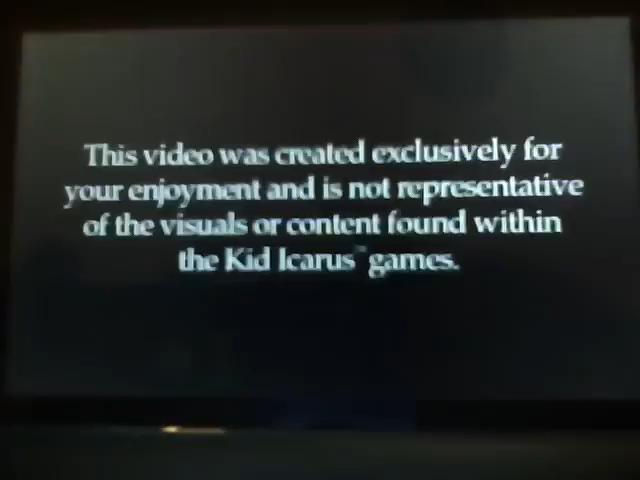 This video was created exclusively for
your enjoyment and is not representative
of the visuals or content found within
the Kid Icarus™ games.